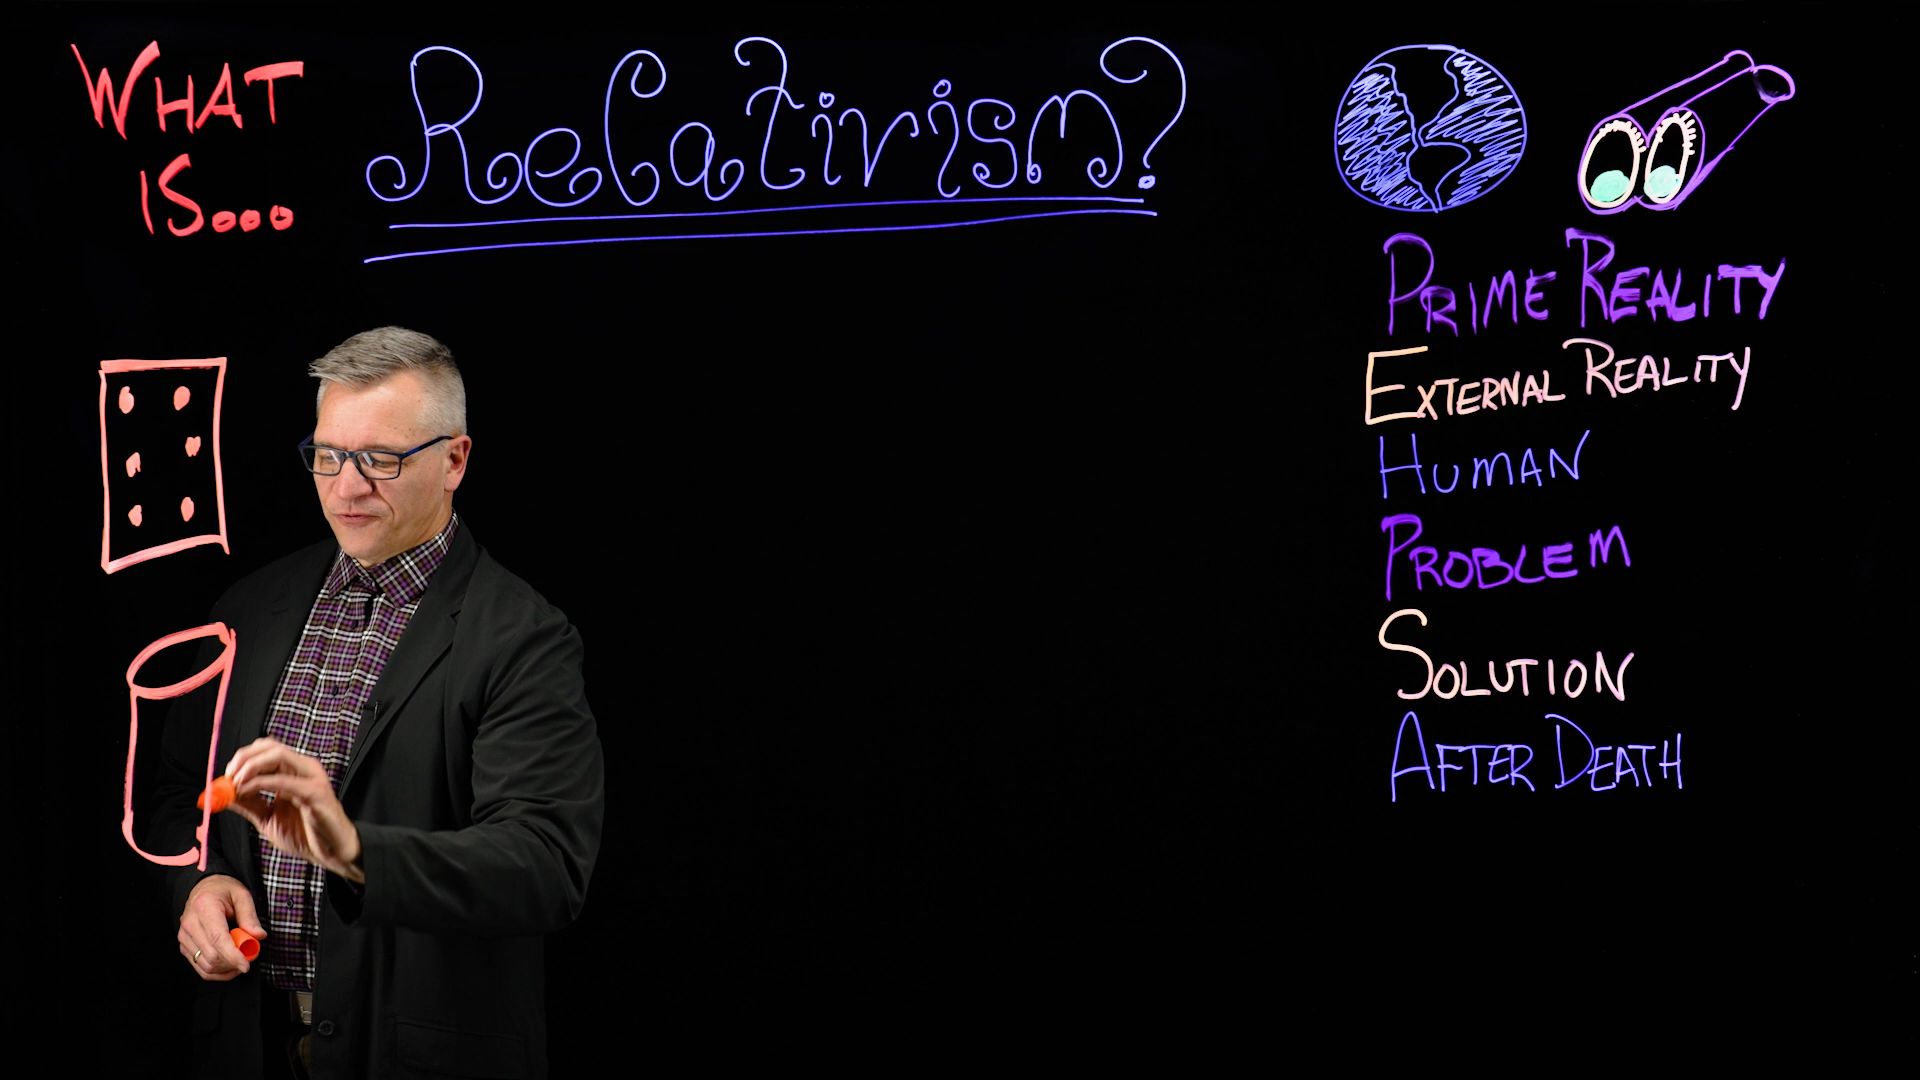 WHAT
IS...
Relativism?
PRIME REALITY
EXTERNAL REALITY
HUMAN
PROBLEM
SOLUTION
AFTER DEATH